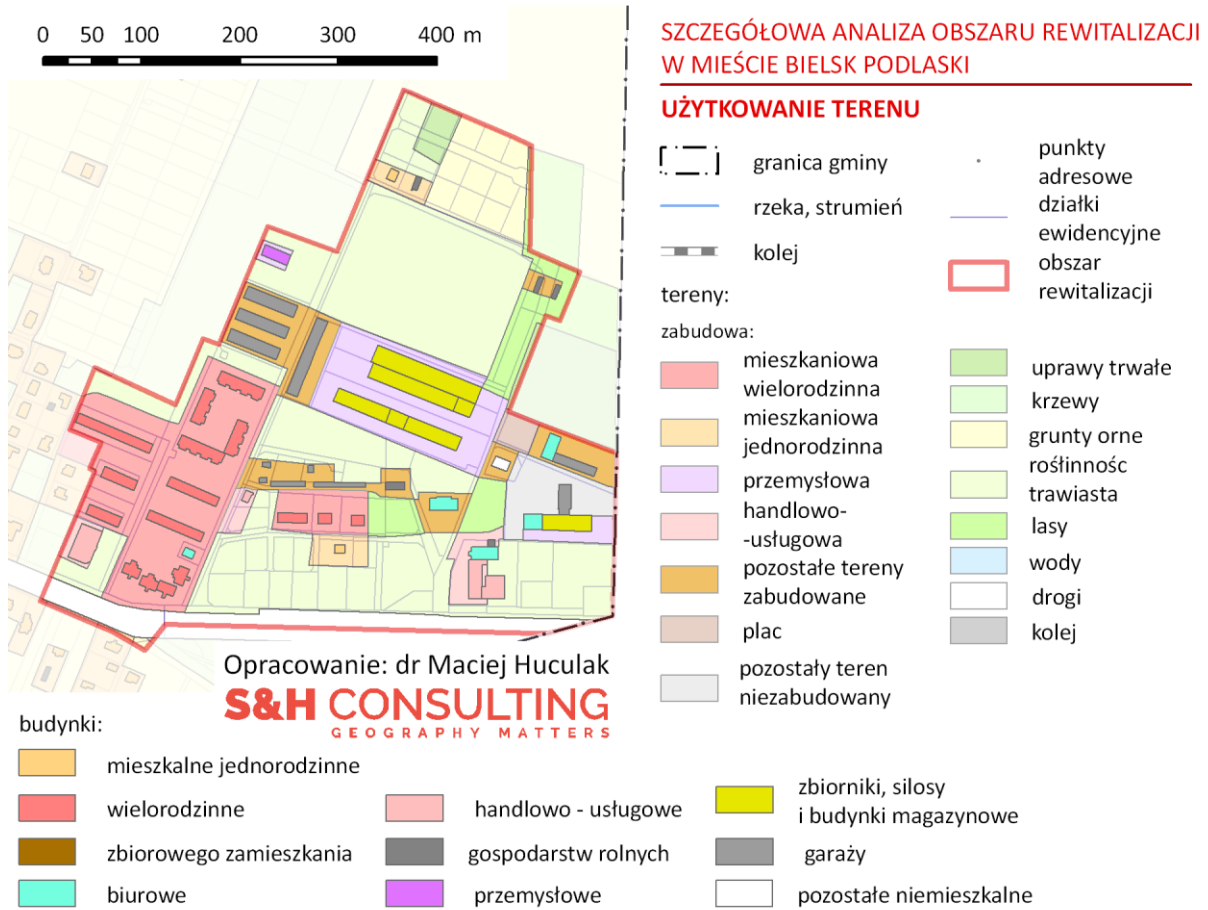 0 50 100 200 300 400 m
SZCZEGÓŁOWA ANALIZA OBSZARU REWITALIZACJI
W MIEŚCIE BIELSK PODLASKI
UŻYTKOWANIE TERENU
granica gminy
rzeka, strumień
kolej
punkty
adresowe
działki
ewidencyjne
obszar
rewitalizacji
tereny:
zabudowa:
mieszkaniowa
wielorodzinna
mieszkaniowa
jednorodzinna
przemysłowa
handlowo-
-usługowa
pozostałe tereny
zabudowane
plac
pozostały teren
niezabudowany
uprawy trwałe
krzewy
grunty orne
rośłinnośc
trawiasta
lasy
wody
drogi
kolej
Opracowanie: dr Maciej Huculak
S&H CONSULTING
GEOGRAPHY MATTERS
budynki:
mieszkalne jednorodzinne
wielorodzinne
zbiorowego zamieszkania
biurowe
handlowo - usługowe
gospodarstw rolnych
przemysłowe
zbiorniki, silosy
i budynki magazynowe
garaży
pozostałe niemieszkalne